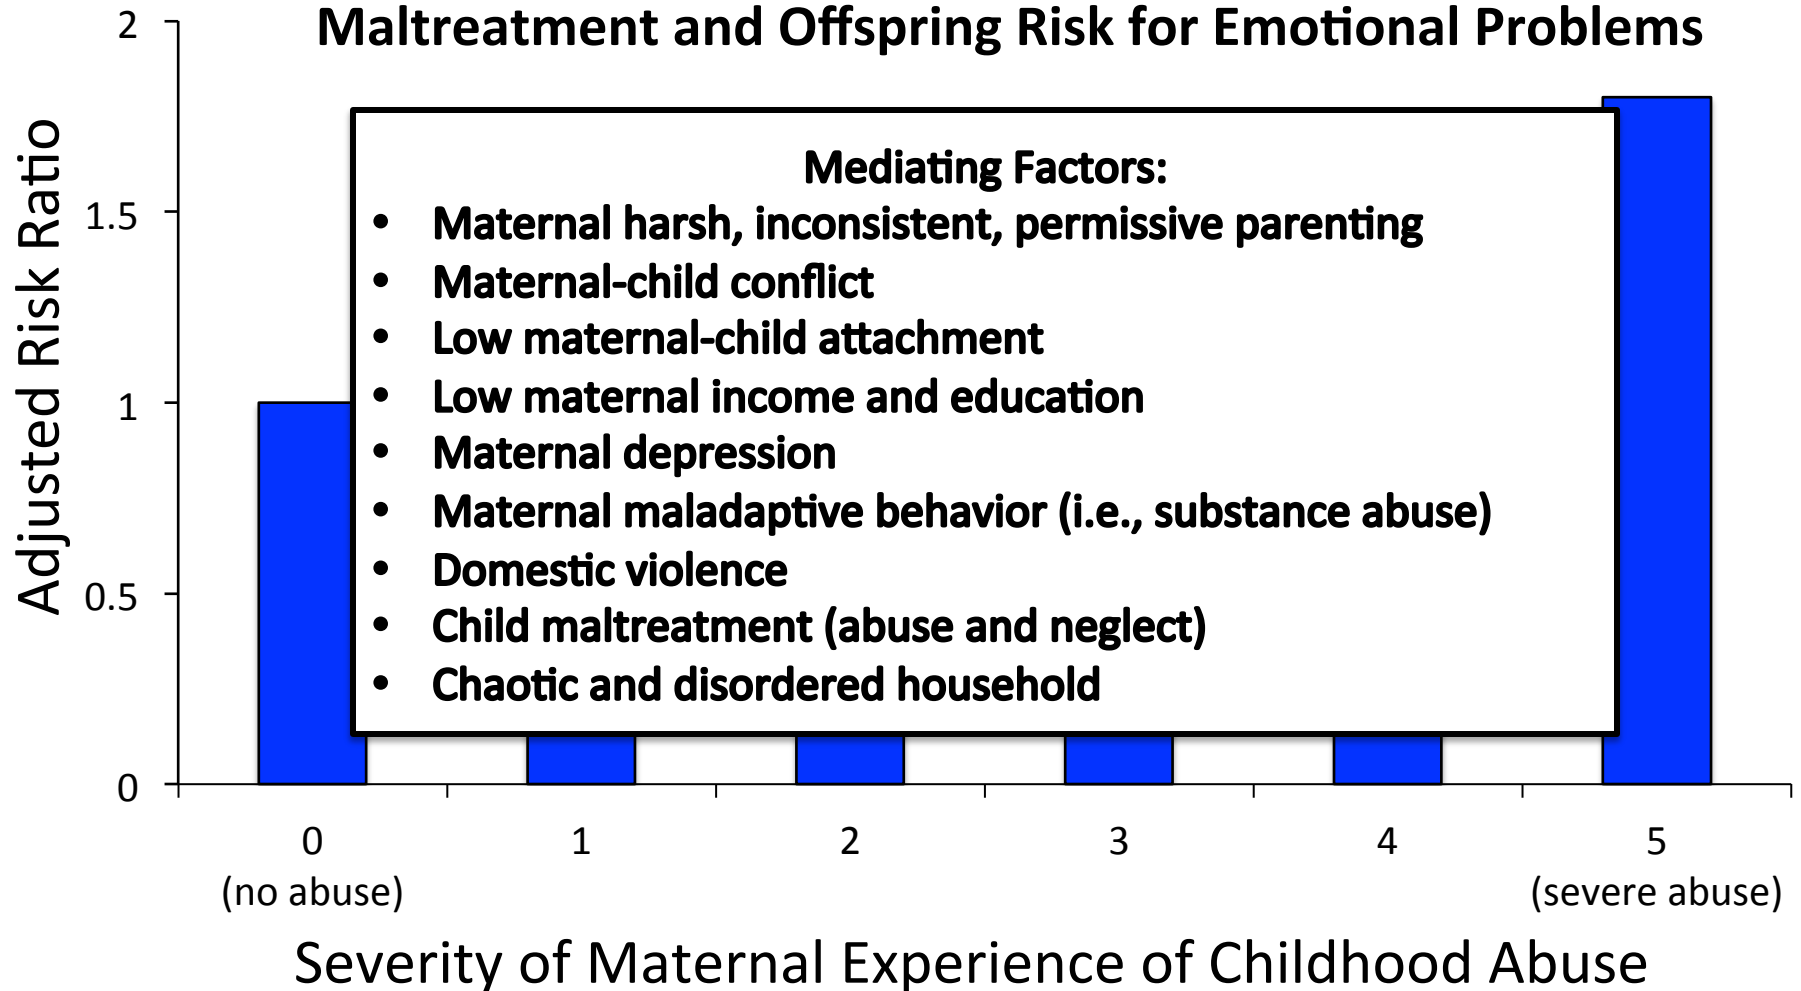 Maltreatment and Offspring Risk for Emotional Problems
Adjusted Risk Ratio
2
1.5
1
0.5
0
Mediating Factors:
• Maternal harsh, inconsistent, permissive parenting
• Maternal-child conflict
• Low maternal-child attachment
• Low maternal income and education
• Maternal depression
• Maternal maladaptive behavior (i.e., substance abuse)
• Domestic violence
• Child maltreatment (abuse and neglect)
• Chaotic and disordered household
0 1 2 3 4 5
(no abuse) (severe abuse)
Severity of Maternal Experience of Childhood Abuse